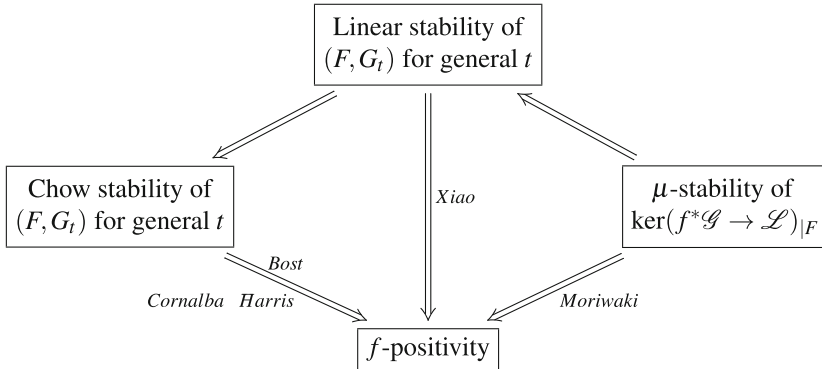 Linear stability of
(F, G_t) for general t
Chow stability of
(F, G_t) for general t
Xiao
μ-stability of
ker(f*𝒢 → ℒ)_{|F}
Bost
Cornalba Harris
Moriwaki
f-positivity